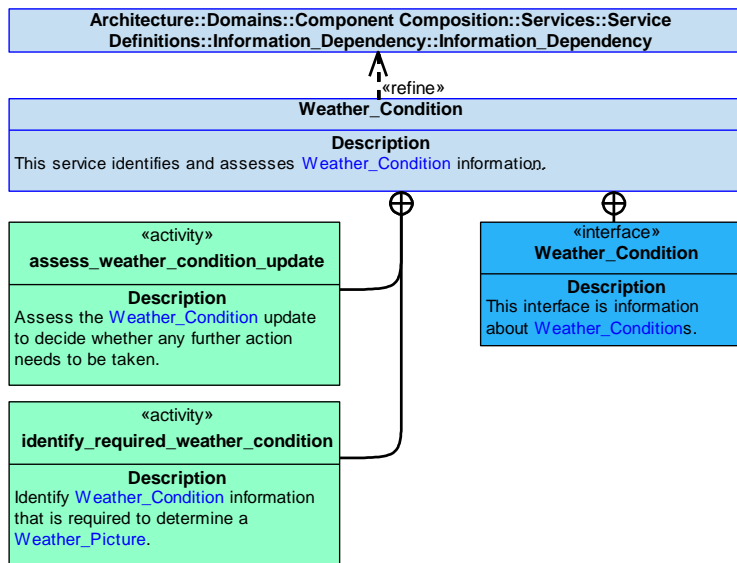 Architecture::Domains::Component Composition::Services::Service
Definitions::Information_Dependency::Information_Dependency
«refine»
Weather_Condition
Description
This service identifies and assesses Weather_Condition information.
«activity»
assess_weather_condition_update
Description
Assess the Weather_Condition update
to decide whether any further action
needs to be taken.
«interface»
Weather_Condition
Description
This interface is information
about Weather_Conditions.
«activity»
identify_required_weather_condition
Description
Identify Weather_Condition information
that is required to determine a
Weather_Picture.